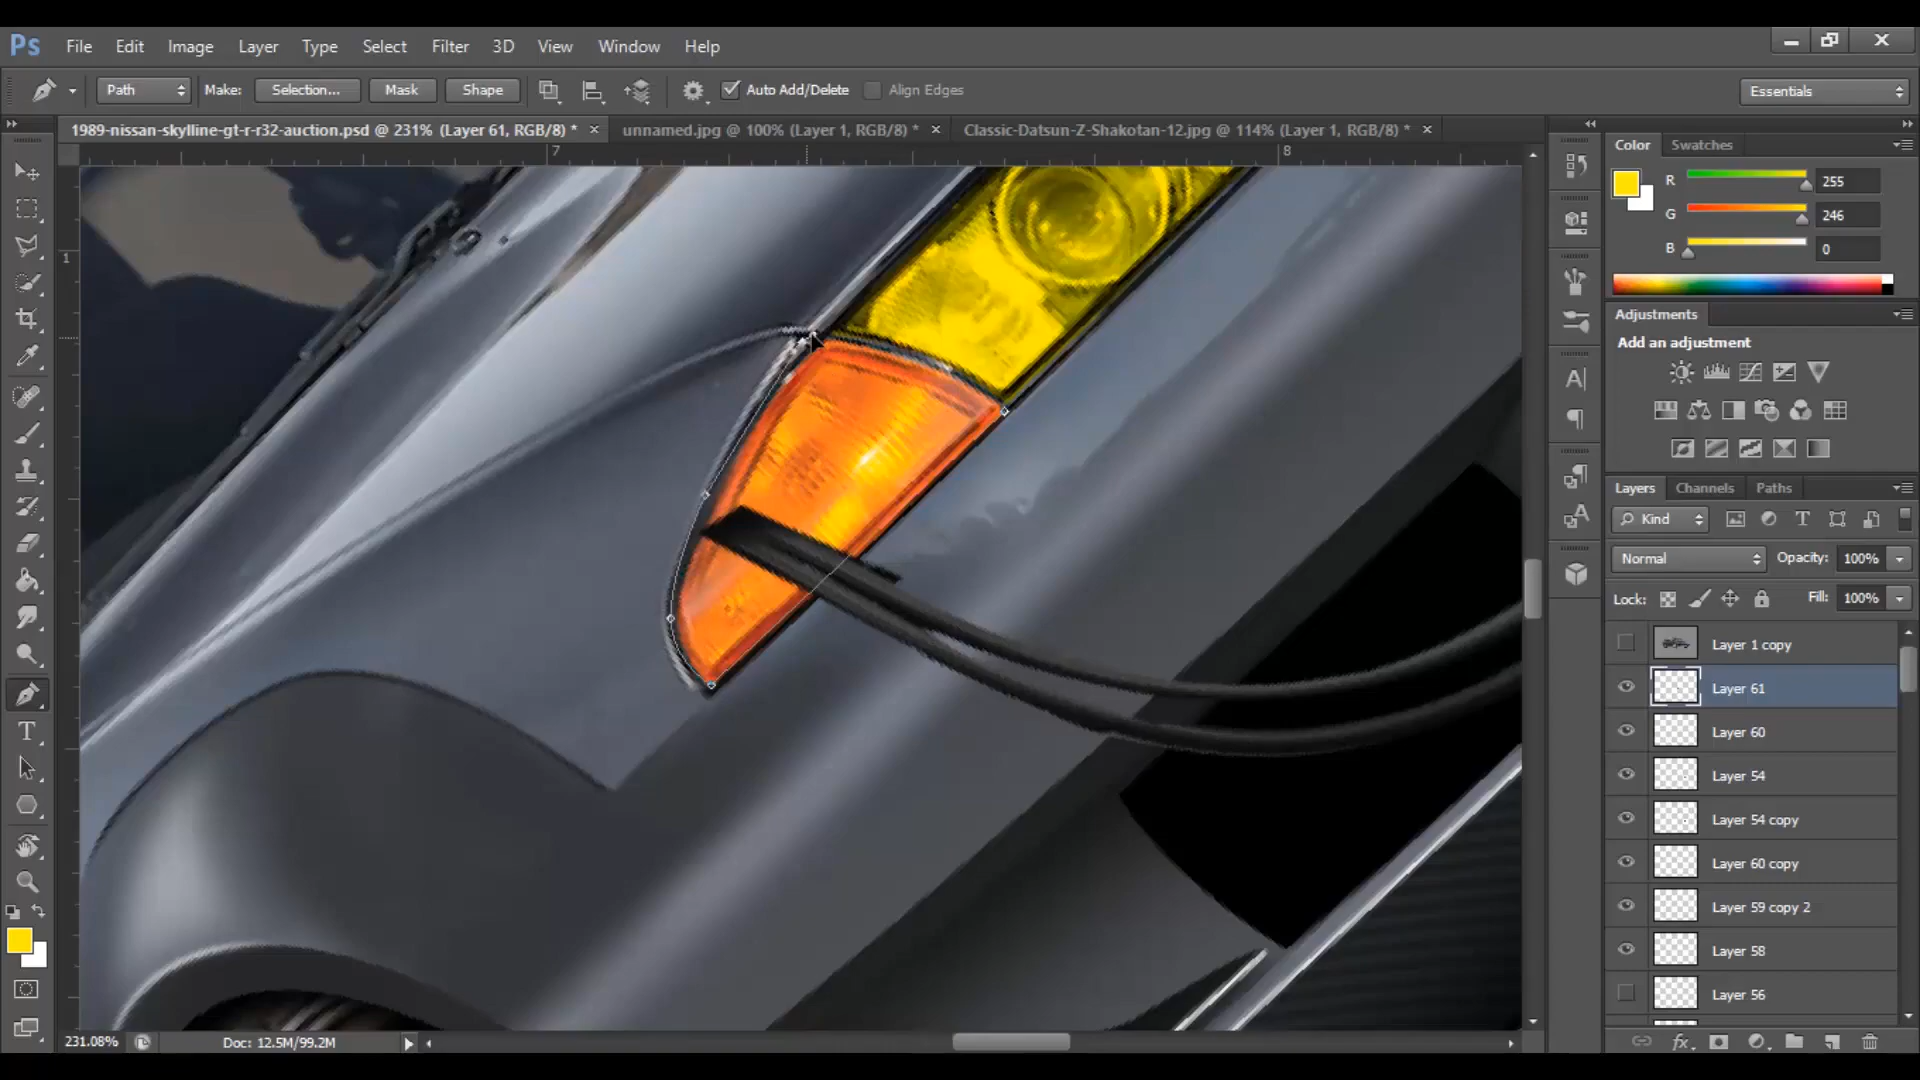 Ps File Edit Image Layer Type Select Filter 3D View Window Help
Path Make: Selection... Mask Shape Auto Add/Delete Align Edges Essentials
1989-nissan-skylline-gt-r-r32-auction.psd @ 231% (Layer 61, RGB/8) * unnamed.jpg @ 100% (Layer 1, RGB/8) * Classic-Datsun-Z-Shakotan-12.jpg @ 114% (Layer 1, RGB/8) *
7 8
1
Color Swatches
R 255
G 246
B 0
Adjustments
Add an adjustment
Layers Channels Paths
Kind
Normal Opacity: 100%
Lock: Fill: 100%
Layer 1 copy
Layer 61
Layer 60
Layer 54
Layer 54 copy
Layer 60 copy
Layer 59 copy 2
Layer 58
Layer 56
231.08% Doc: 12.5M/99.2M